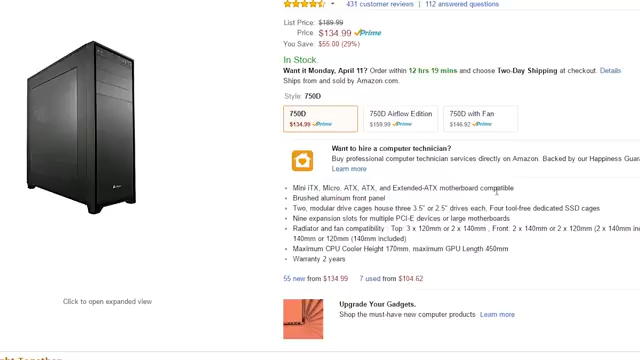 431 customer reviews | 112 answered questions
List Price: $189.99
Price: $134.99 Prime
You Save: $55.00 (29%)
In Stock.
Want it Monday, April 11? Order within 12 hrs 19 mins and choose Two-Day Shipping at checkout. Details
Ships from and sold by Amazon.com.
Style: 750D
750D
$134.99 Prime
750D Airflow Edition
$159.99 Prime
750D with Fan
$146.92 Prime
Want to hire a computer technician?
Buy professional computer technician services directly on Amazon. Backed by our Happiness Guar
Learn more
Mini iTX, Micro. ATX, ATX, and Extended-ATX motherboard compatible
Brushed aluminum front panel
Two, modular drive cages house three 3.5" or 2.5" drives each, Four tool-free dedicated SSD cages
Nine expansion slots for multiple PCI-E devices or large motherboards
Radiator and fan compatibility : Top: 3 x 120mm or 2 x 140mm , Front: 2 x 140mm or 2 x 120mm (2 x 140mm in
140mm or 120mm (140mm included)
Maximum CPU Cooler Height 170mm, maximum GPU Length 450mm
Warranty 2 years
55 new from $134.99 7 used from $104.62
Click to open expanded view
Upgrade Your Gadgets.
Shop the must-have new computer products Learn more